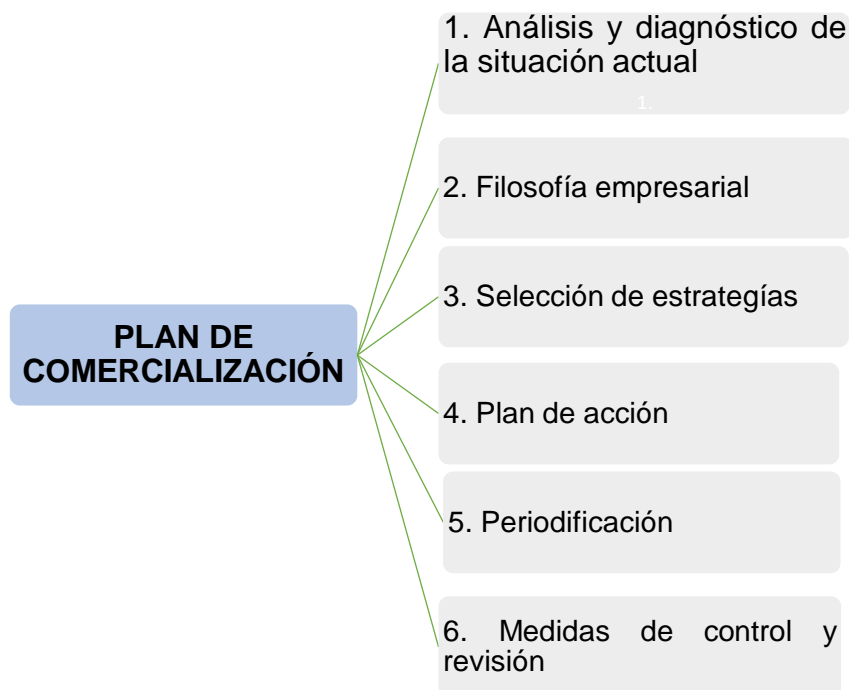 1. Análisis y diagnóstico de
la situación actual
1.
2. Filosofía empresarial
3. Selección de estrategías
PLAN DE
COMERCIALIZACIÓN
4. Plan de acción
5. Periodificación
6. Medidas de control y
revisión